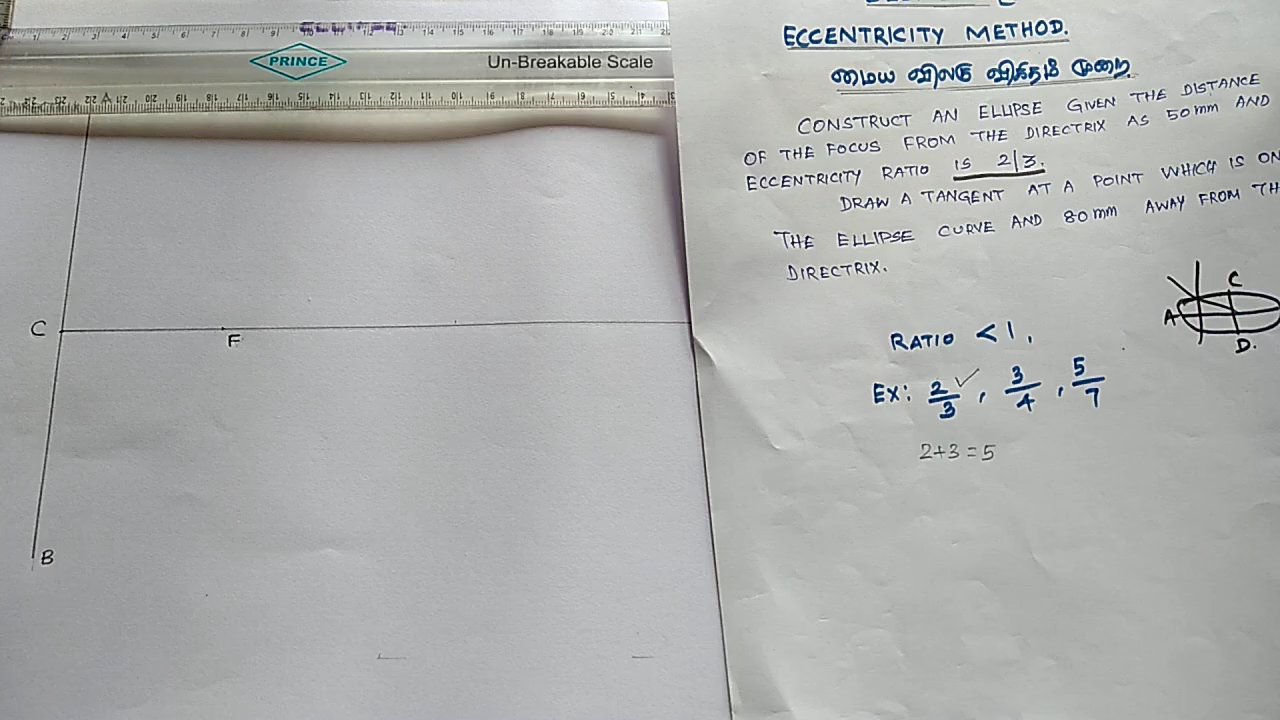 PRINCE
Un-Breakable Scale
C
F
B
ECCENTRICITY METHOD.
மைய விலகு விகிதம் முறை.
CONSTRUCT AN ELLIPSE GIVEN THE DISTANCE
OF THE FOCUS FROM THE DIRECTRIX AS 50mm AND
ECCENTRICITY RATIO IS 2/3.
DRAW A TANGENT AT A POINT WHICH IS ON
THE ELLIPSE CURVE AND 80mm AWAY FROM TH
DIRECTRIX.
C
A
D.
RATIO < 1.
EX: 2/3 ✓, 3/4, 5/7
2+3=5